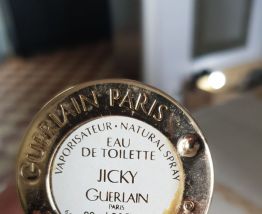 GUERLAIN PARIS
VAPORISATEUR · NATURAL SPRAY
EAU
DE TOILETTE
JICKY
GUERLAIN
PARIS